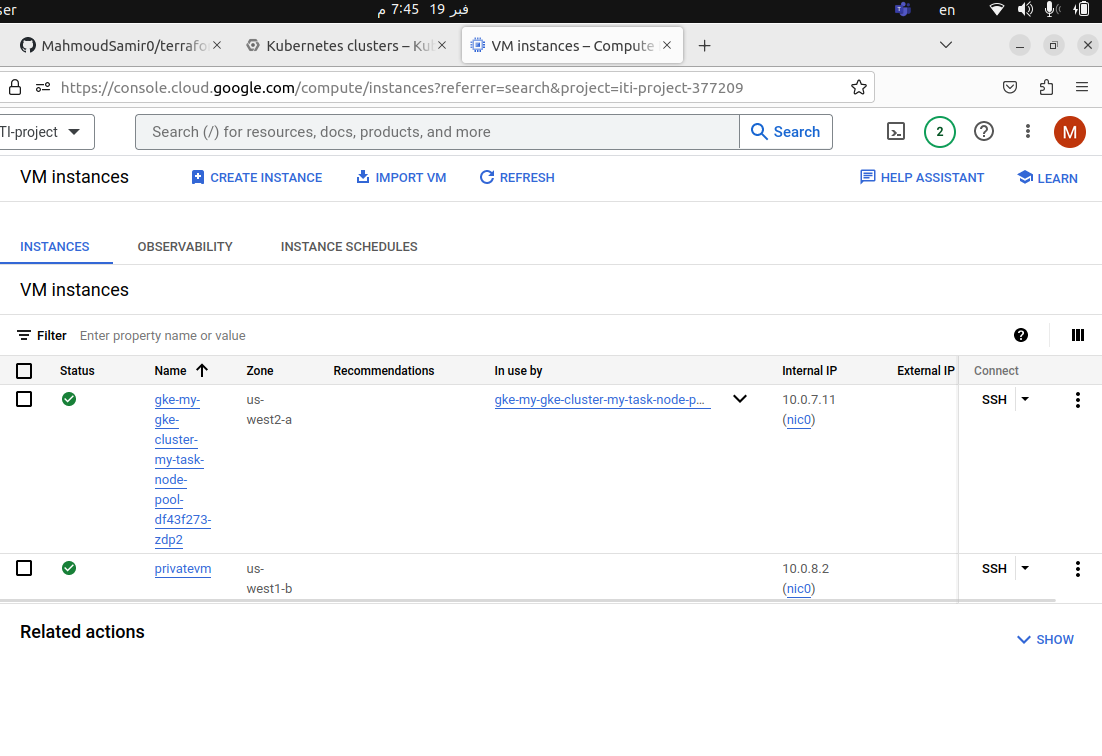 ser
فبر 19 7:45 م
en
MahmoudSamir0/terrafo
Kubernetes clusters – Ku
VM instances – Compute
https://console.cloud.google.com/compute/instances?referrer=search&project=iti-project-377209
TI-project
Search (/) for resources, docs, products, and more
Search
2
M
VM instances
CREATE INSTANCE
IMPORT VM
REFRESH
HELP ASSISTANT
LEARN
INSTANCES
OBSERVABILITY
INSTANCE SCHEDULES
VM instances
Filter Enter property name or value
Status Name Zone Recommendations In use by Internal IP External IP Connect
gke-my- us- gke-my-gke-cluster-my-task-node-p... 10.0.7.11 SSH
gke- west2-a (nic0)
cluster-
my-task-
node-
pool-
df43f273-
zdp2
privatevm us- 10.0.8.2 SSH
west1-b (nic0)
Related actions
SHOW